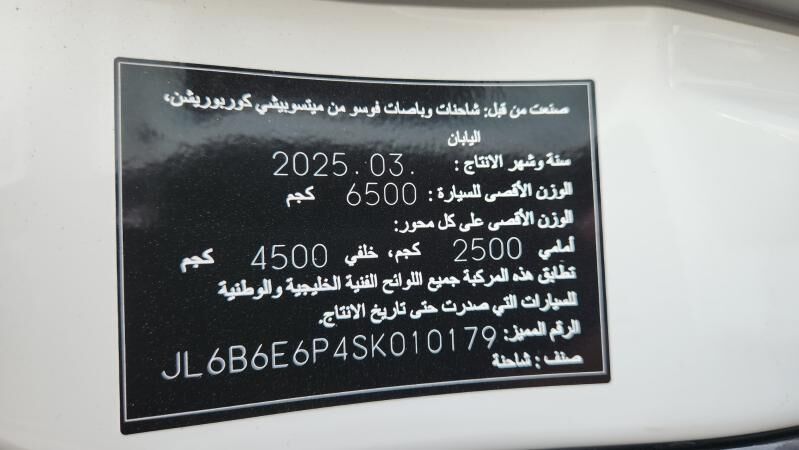 صنعت من قبل: شاحنات وباصات فوسو من ميتسوبيشي كوربوريشن،
اليابان
سنة وشهر الانتاج : 2025.03.
الوزن الأقصى للسيارة : 6500 كجم
الوزن الأقصى على كل محور:
أمامي 2500 كجم، خلفي 4500 كجم
تطابق هذه المركبة جميع اللوائح الفنية الخليجية والوطنية
للسيارات التي صدرت حتى تاريخ الانتاج.
الرقم المميز: JL6B6E6P4SK010179
صنف : شاحنة